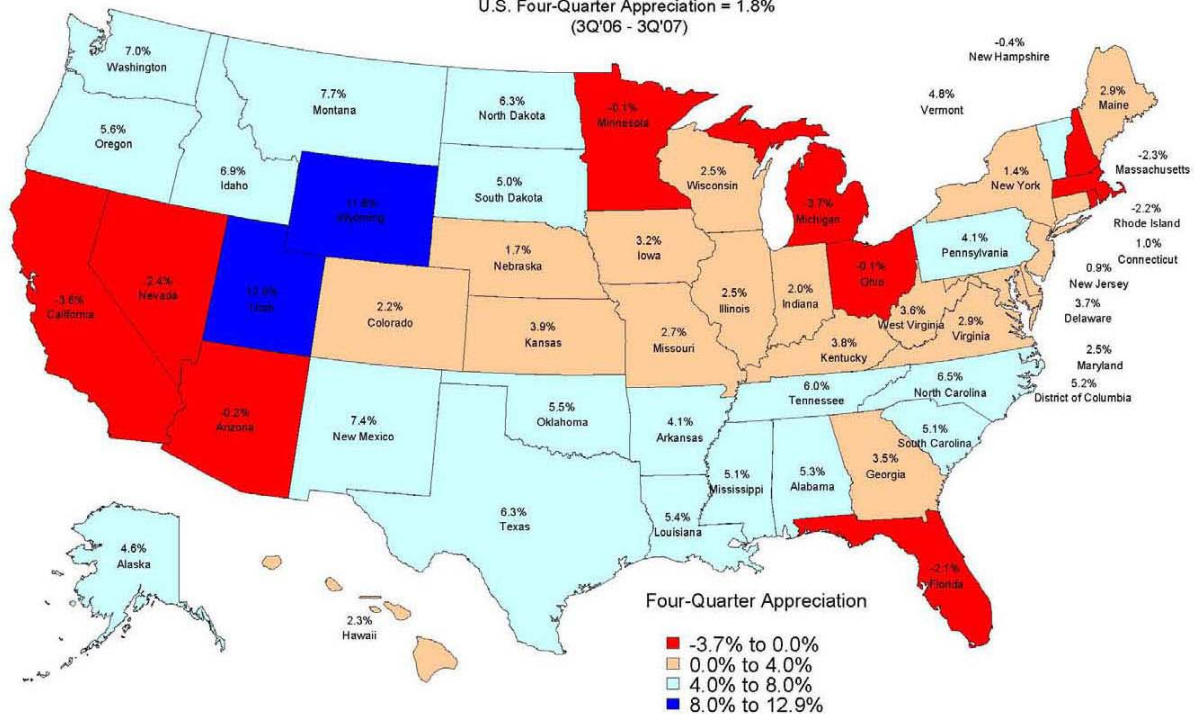 U.S. Four-Quarter Appreciation = 1.8%
(3Q'06 - 3Q'07)
-0.4%
New Hampshire
7.0%
Washington
7.7%
Montana
6.3%
North Dakota
-0.1%
Minnesota
4.8%
Vermont
2.9%
Maine
5.6%
Oregon
6.9%
Idaho
5.0%
South Dakota
2.5%
Wisconsin
1.4%
New York
-2.3%
Massachusetts
Wyoming
-3.7%
Michigan
-2.2%
Rhode Island
1.7%
Nebraska
3.2%
Iowa
4.1%
Pennsylvania
1.0%
Connecticut
-3.6%
California
-2.4%
Nevada
Utah
2.2%
Colorado
3.9%
Kansas
2.7%
Missouri
2.5%
Illinois
2.0%
Indiana
-0.1%
Ohio
0.9%
New Jersey
3.6%
West Virginia
2.9%
Virginia
3.7%
Delaware
3.8%
Kentucky
2.5%
Maryland
-0.2%
Arizona
7.4%
New Mexico
5.5%
Oklahoma
4.1%
Arkansas
6.0%
Tennessee
6.5%
North Carolina
5.2%
District of Columbia
6.3%
Texas
5.4%
Louisiana
5.1%
Mississippi
5.3%
Alabama
3.5%
Georgia
5.1%
South Carolina
4.6%
Alaska
2.3%
Hawaii
-2.1%
Florida
Four-Quarter Appreciation
-3.7% to 0.0%
0.0% to 4.0%
4.0% to 8.0%
8.0% to 12.9%